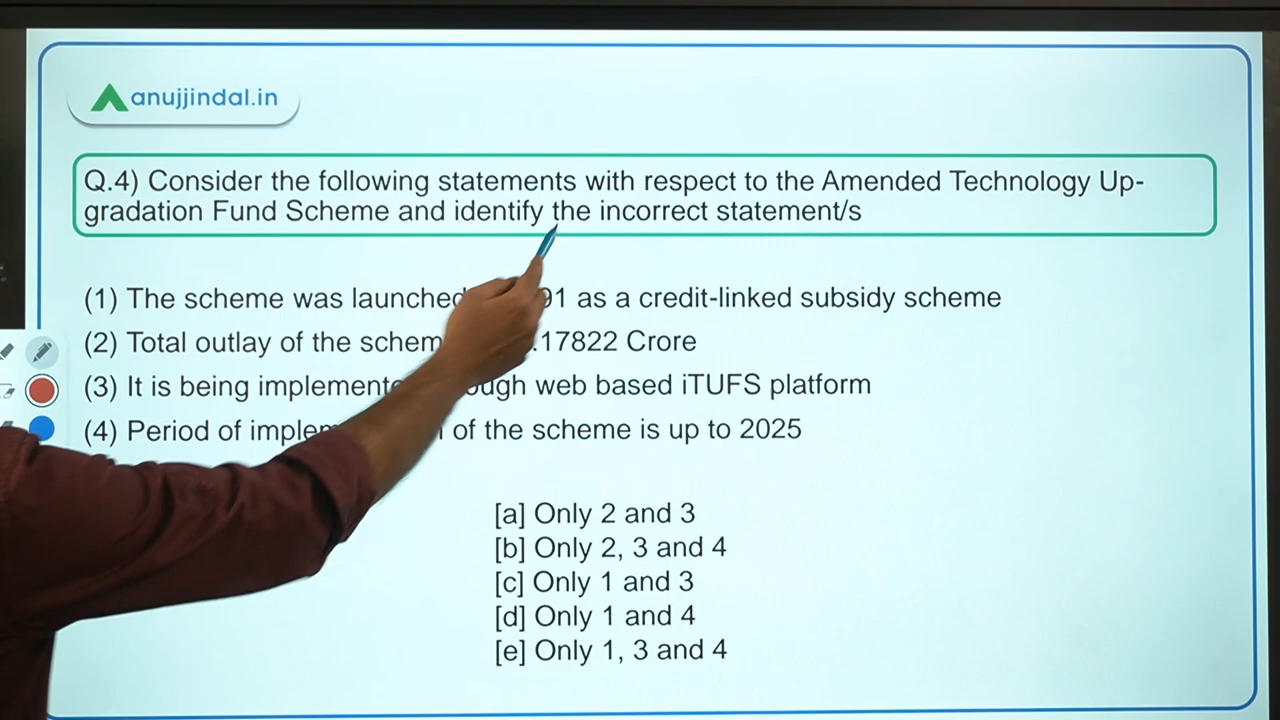 anujjindal.in
Q.4) Consider the following statements with respect to the Amended Technology Up-
gradation Fund Scheme and identify the incorrect statement/s
(1) The scheme was launched 91 as a credit-linked subsidy scheme
(2) Total outlay of the schem .17822 Crore
(3) It is being implemente ough web based iTUFS platform
(4) Period of implem of the scheme is up to 2025
[a] Only 2 and 3
[b] Only 2, 3 and 4
[c] Only 1 and 3
[d] Only 1 and 4
[e] Only 1, 3 and 4